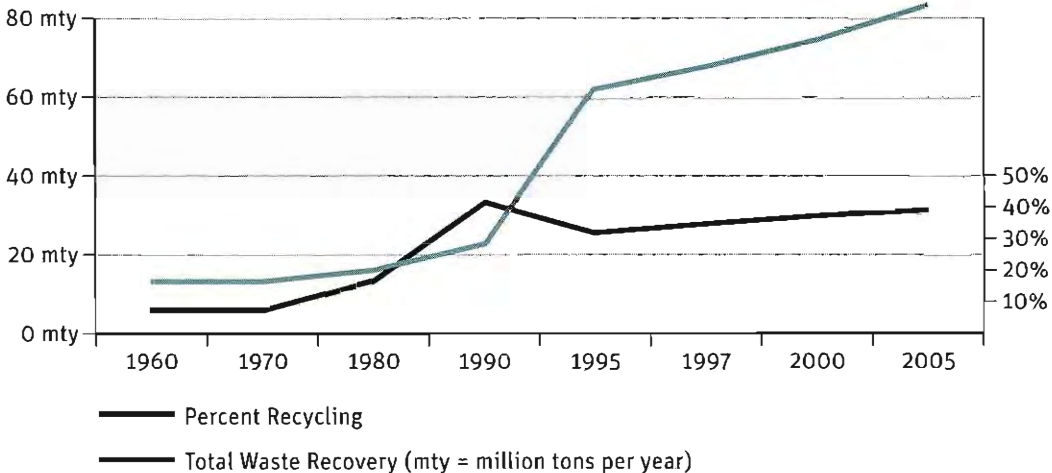 80 mty
60 mty
40 mty
20 mty
0 mty
50%
40%
30%
20%
10%
1960 1970 1980 1990 1995 1997 2000 2005
Percent Recycling
Total Waste Recovery (mty = million tons per year)